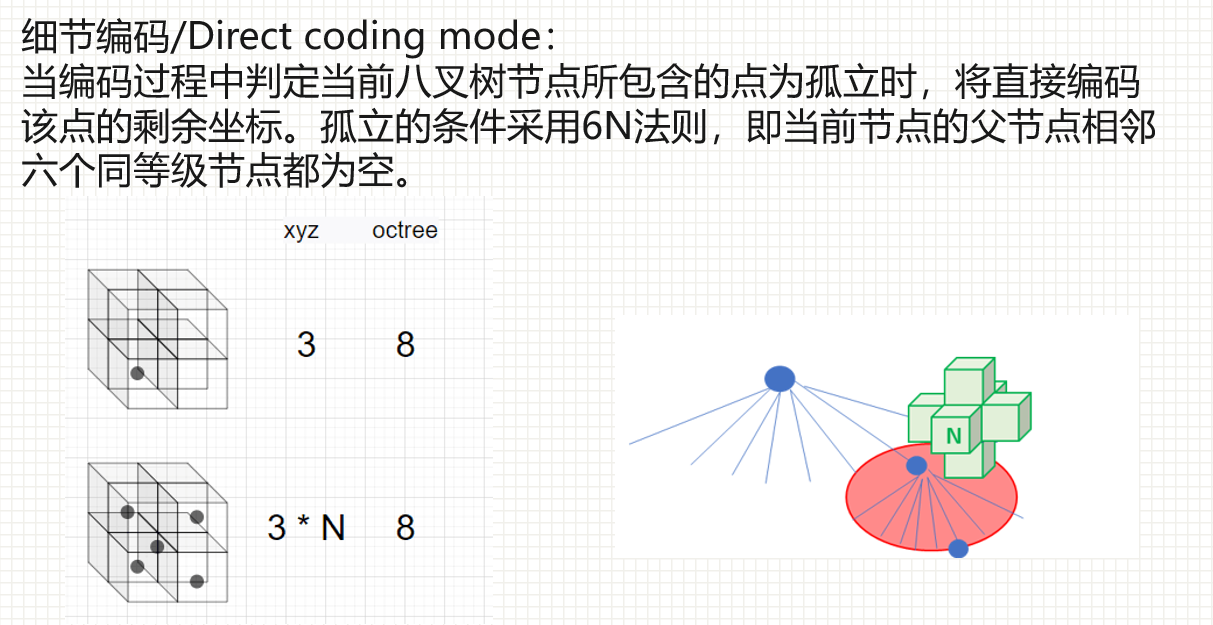 细节编码/Direct coding mode：
当编码过程中判定当前八叉树节点所包含的点为孤立时，将直接编码
该点的剩余坐标。孤立的条件采用6N法则，即当前节点的父节点相邻
六个同等级节点都为空。
xyz octree
3 8
3 * N 8
N